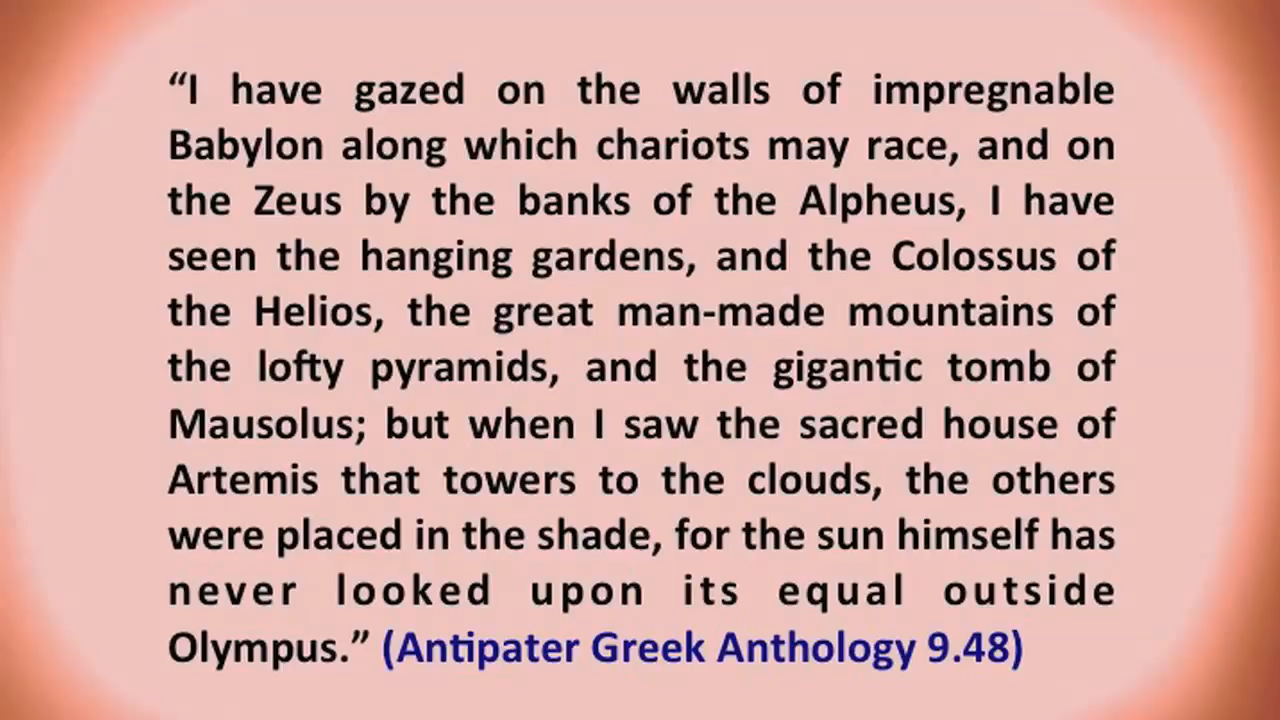 “I have gazed on the walls of impregnable
Babylon along which chariots may race, and on
the Zeus by the banks of the Alpheus, I have
seen the hanging gardens, and the Colossus of
the Helios, the great man-made mountains of
the lofty pyramids, and the gigantic tomb of
Mausolus; but when I saw the sacred house of
Artemis that towers to the clouds, the others
were placed in the shade, for the sun himself has
never looked upon its equal outside
Olympus.” (Antipater Greek Anthology 9.48)